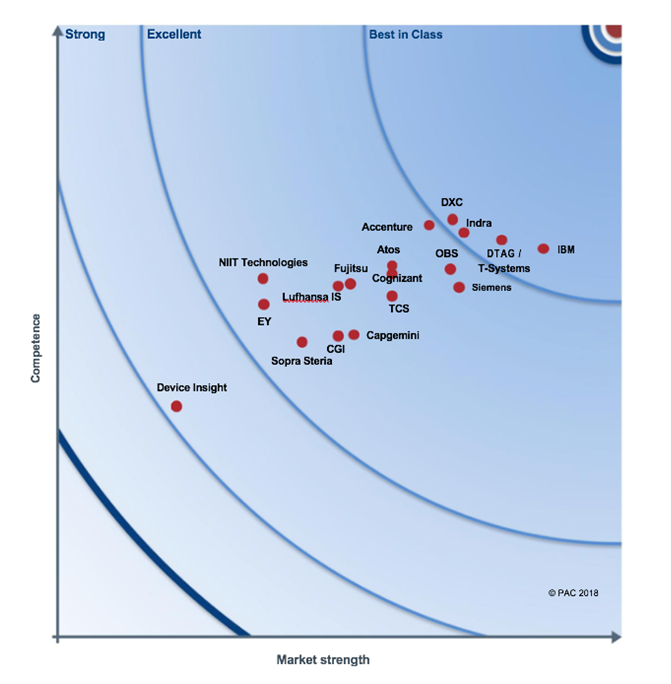 Strong
Excellent
Best in Class
DXC
Indra
Accenture
Atos
OBS
DTAG /
T-Systems
IBM
NIIT Technologies
Fujitsu
Cognizant
Siemens
Lufhansa IS
TCS
EY
CGI
Capgemini
Sopra Steria
Device Insight
Competence
© PAC 2018
Market strength